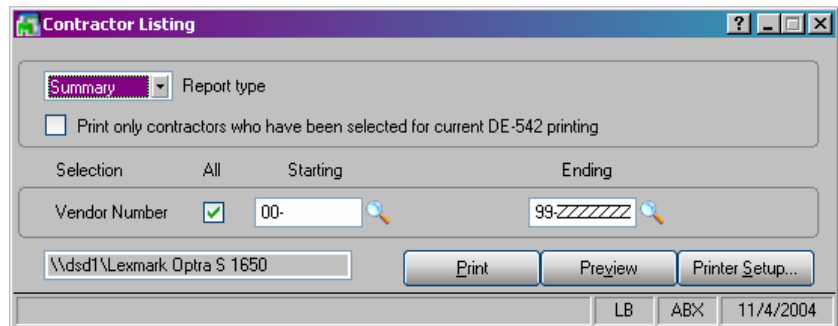 Contractor Listing
Summary Report type
Print only contractors who have been selected for current DE-542 printing
Selection All Starting Ending
Vendor Number 00- 99-ZZZZZZZ
\\dsd1\Lexmark Optra S 1650 Print Preview Printer Setup...
LB ABX 11/4/2004